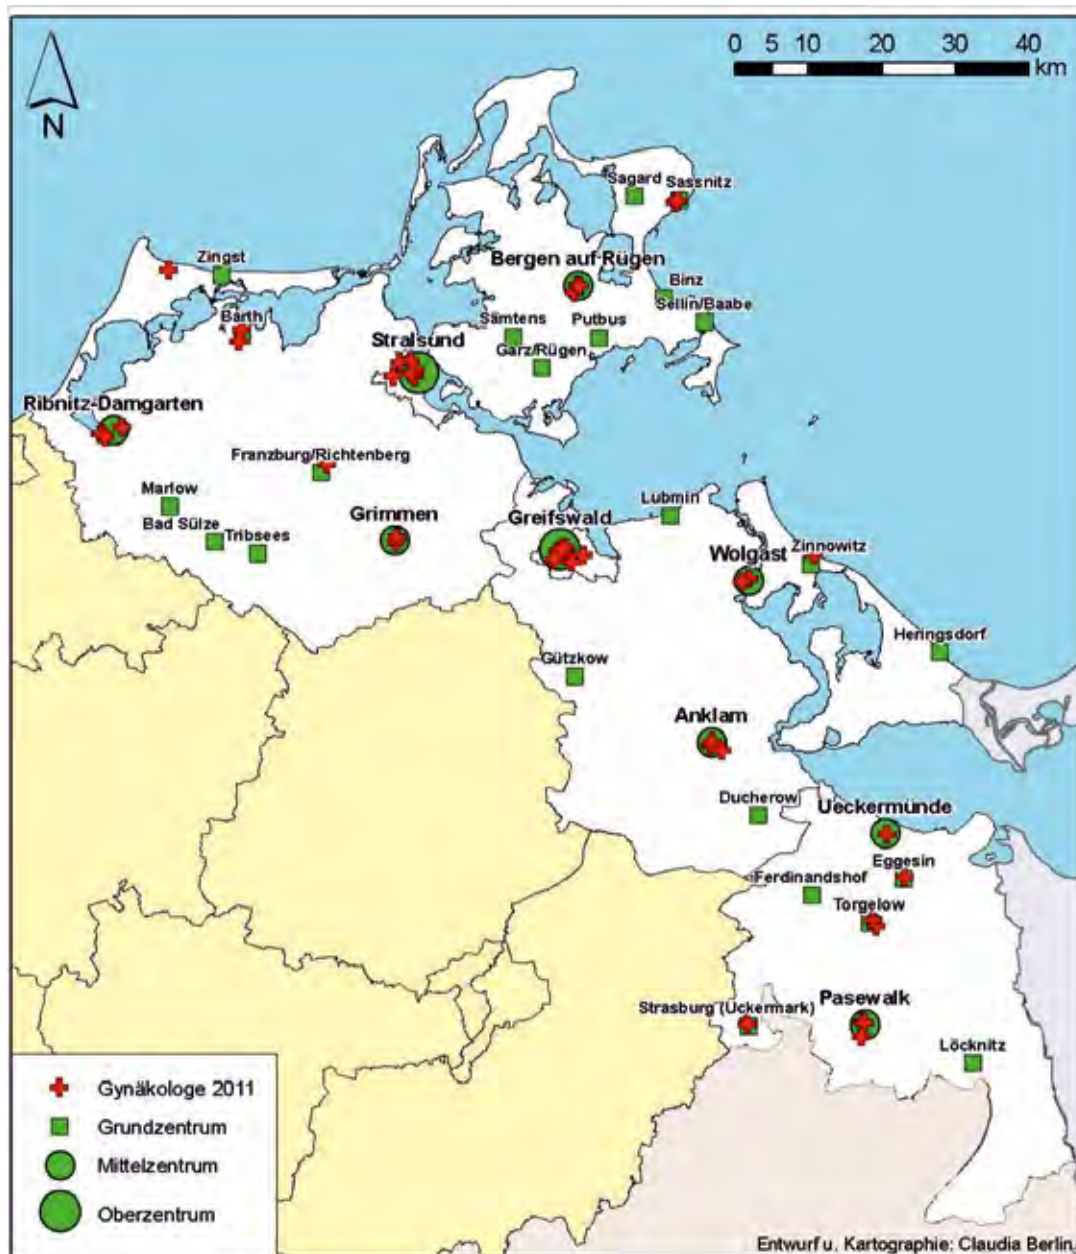 0 5 10 20 30 40
km
N
Sagard
Sassnitz
Zingst
Bergen auf Rügen
Binz
Sellin/Baabe
Barth
Samtens
Putbus
Stralsund
Garz/Rügen
Ribnitz-Damgarten
Franzburg/Richtenberg
Marlow
Lubmin
Bad Sülze
Grimmen
Greifswald
Tribsees
Wolgast
Zinnowitz
Heringsdorf
Gützkow
Anklam
Ducherow
Ueckermünde
Eggesin
Ferdinandshof
Torgelow
Strasburg (Uckermark)
Pasewalk
Löcknitz
Gynäkologe 2011
Grundzentrum
Mittelzentrum
Oberzentrum
Entwurf u. Kartographie: Claudia Berlin